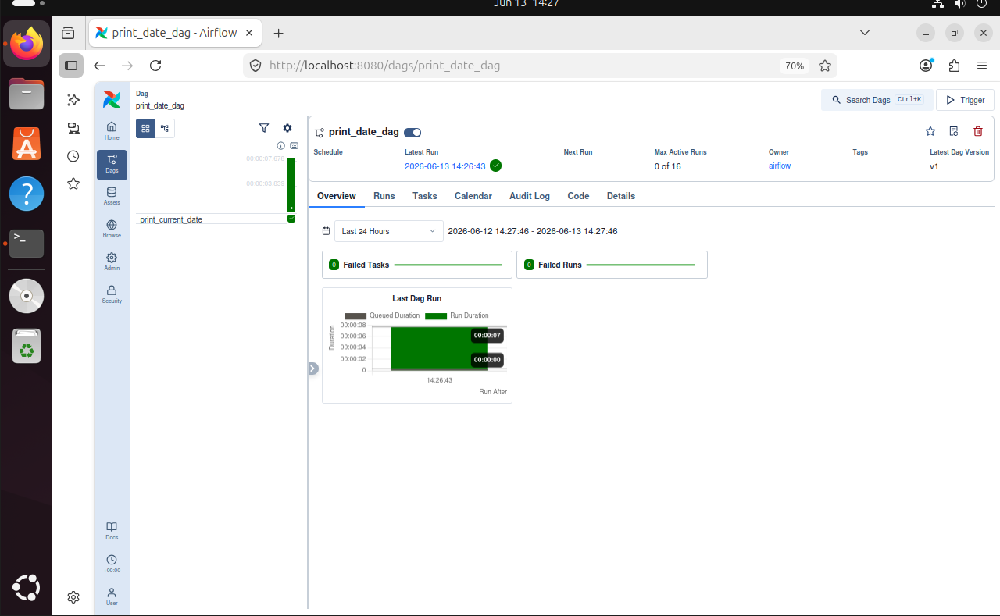 Jun 13 14:27
print_date_dag - Airflow
http://localhost:8080/dags/print_date_dag
70%
Dag
print_date_dag
Search Dags Ctrl+K
Trigger
Home
Dags
Assets
Browse
Admin
Security
Docs
+00:00
User
00:00:07.678
00:00:03.839
print_current_date
print_date_dag
Schedule
Latest Run
2026-06-13 14:26:43
Next Run
Max Active Runs
0 of 16
Owner
airflow
Tags
Latest Dag Version
v1
Overview
Runs
Tasks
Calendar
Audit Log
Code
Details
Last 24 Hours
2026-06-12 14:27:46 - 2026-06-13 14:27:46
0 Failed Tasks
0 Failed Runs
Last Dag Run
Queued Duration
Run Duration
Duration
00:00:08
00:00:06
00:00:04
00:00:02
0
00:00:07
00:00:00
14:26:43
Run After